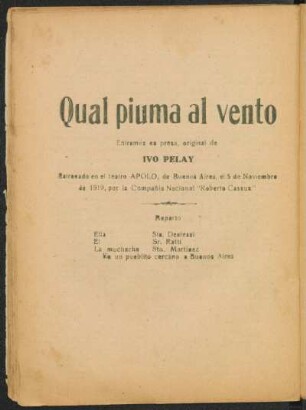 Qual piuma al vento
Entremés en prosa, original de
IVO PELAY
Estrenado en el teatro APOLO, de Buenos Aires, el 5 de Noviembre
de 1919, por la Compañía Nacional "Roberto Casaux"
Reparto:
Ella Sta.
El Sr. Ratti
La muchacha Sta. Martínez
un pueblito cercano a Buenos Aires